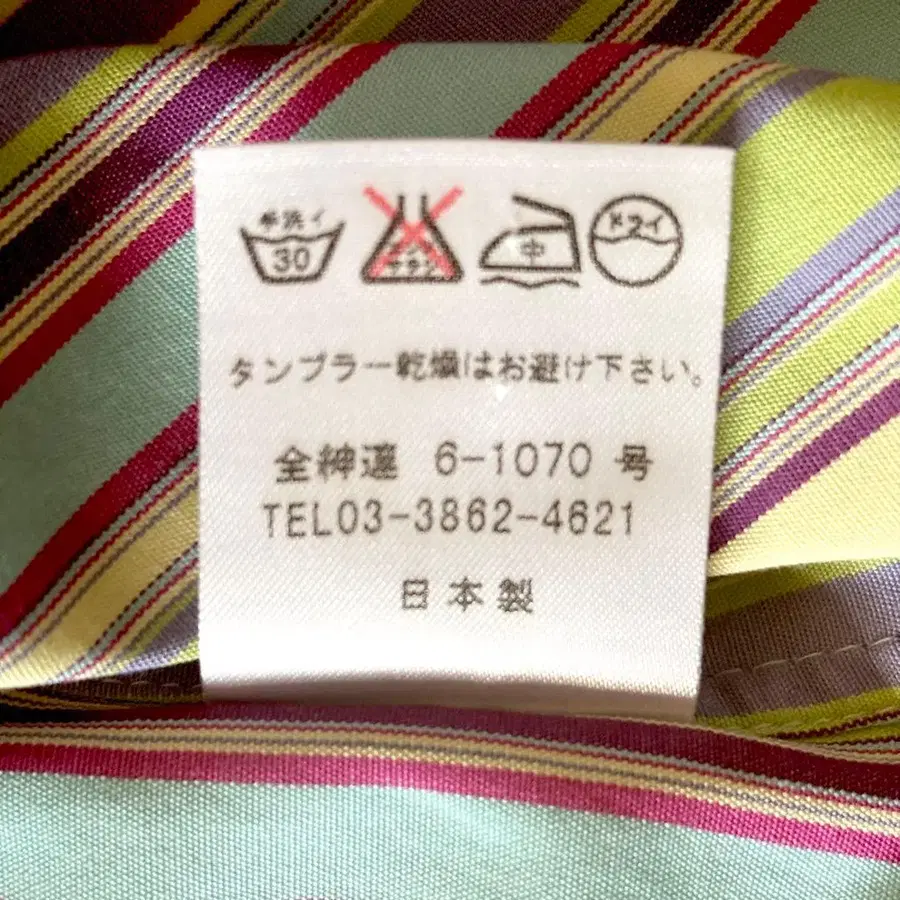 手洗イ
30
エンソ
サラシ
中
ドライ
タンブラー乾燥はお避け下さい。
全紳連 6-1070 号
TEL03-3862-4621
日本製